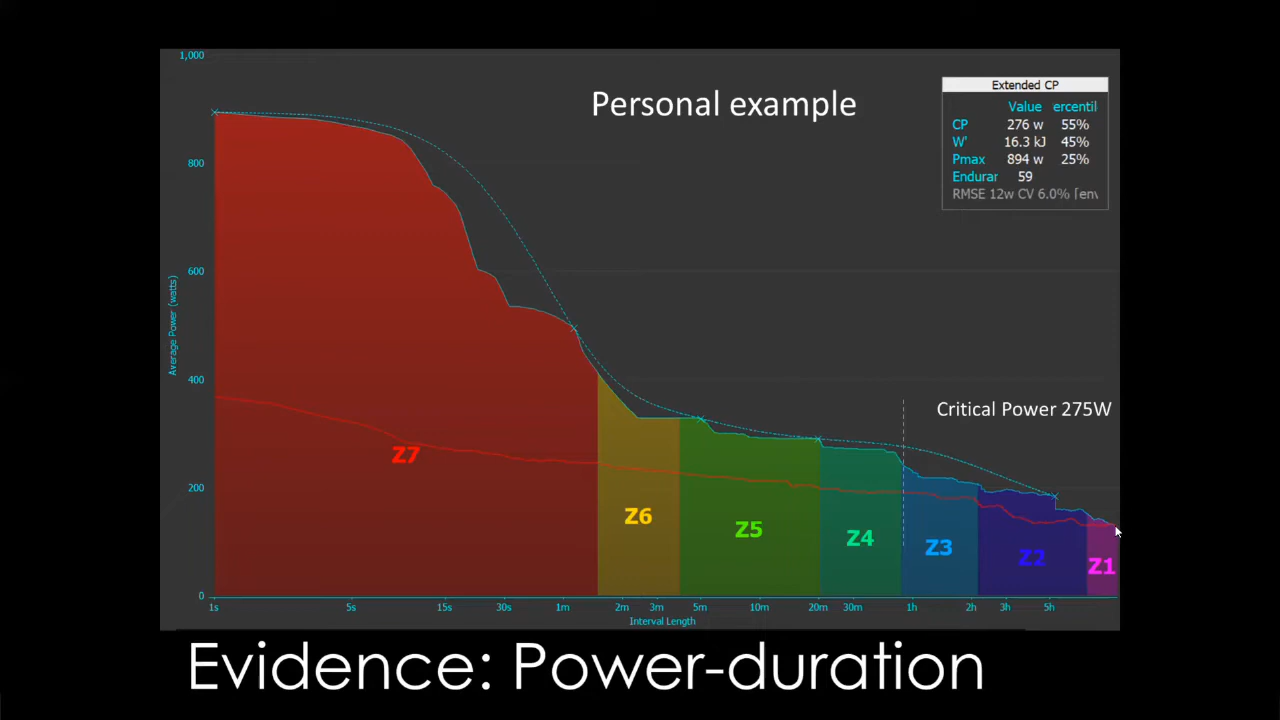 1,000
Personal example
Extended CP
Value ercentil
CP 276 w 55%
W' 16.3 kJ 45%
Pmax 894 w 25%
Endurar 59
RMSE 12w CV 6.0% [env
800
600
400
200
0
Average Power (watts)
Critical Power 275W
Z7
Z6
Z5
Z4
Z3
Z2
Z1
1s 5s 15s 30s 1m 2m 3m 5m 10m 20m 30m 1h 2h 3h 5h
Interval Length
Evidence: Power-duration